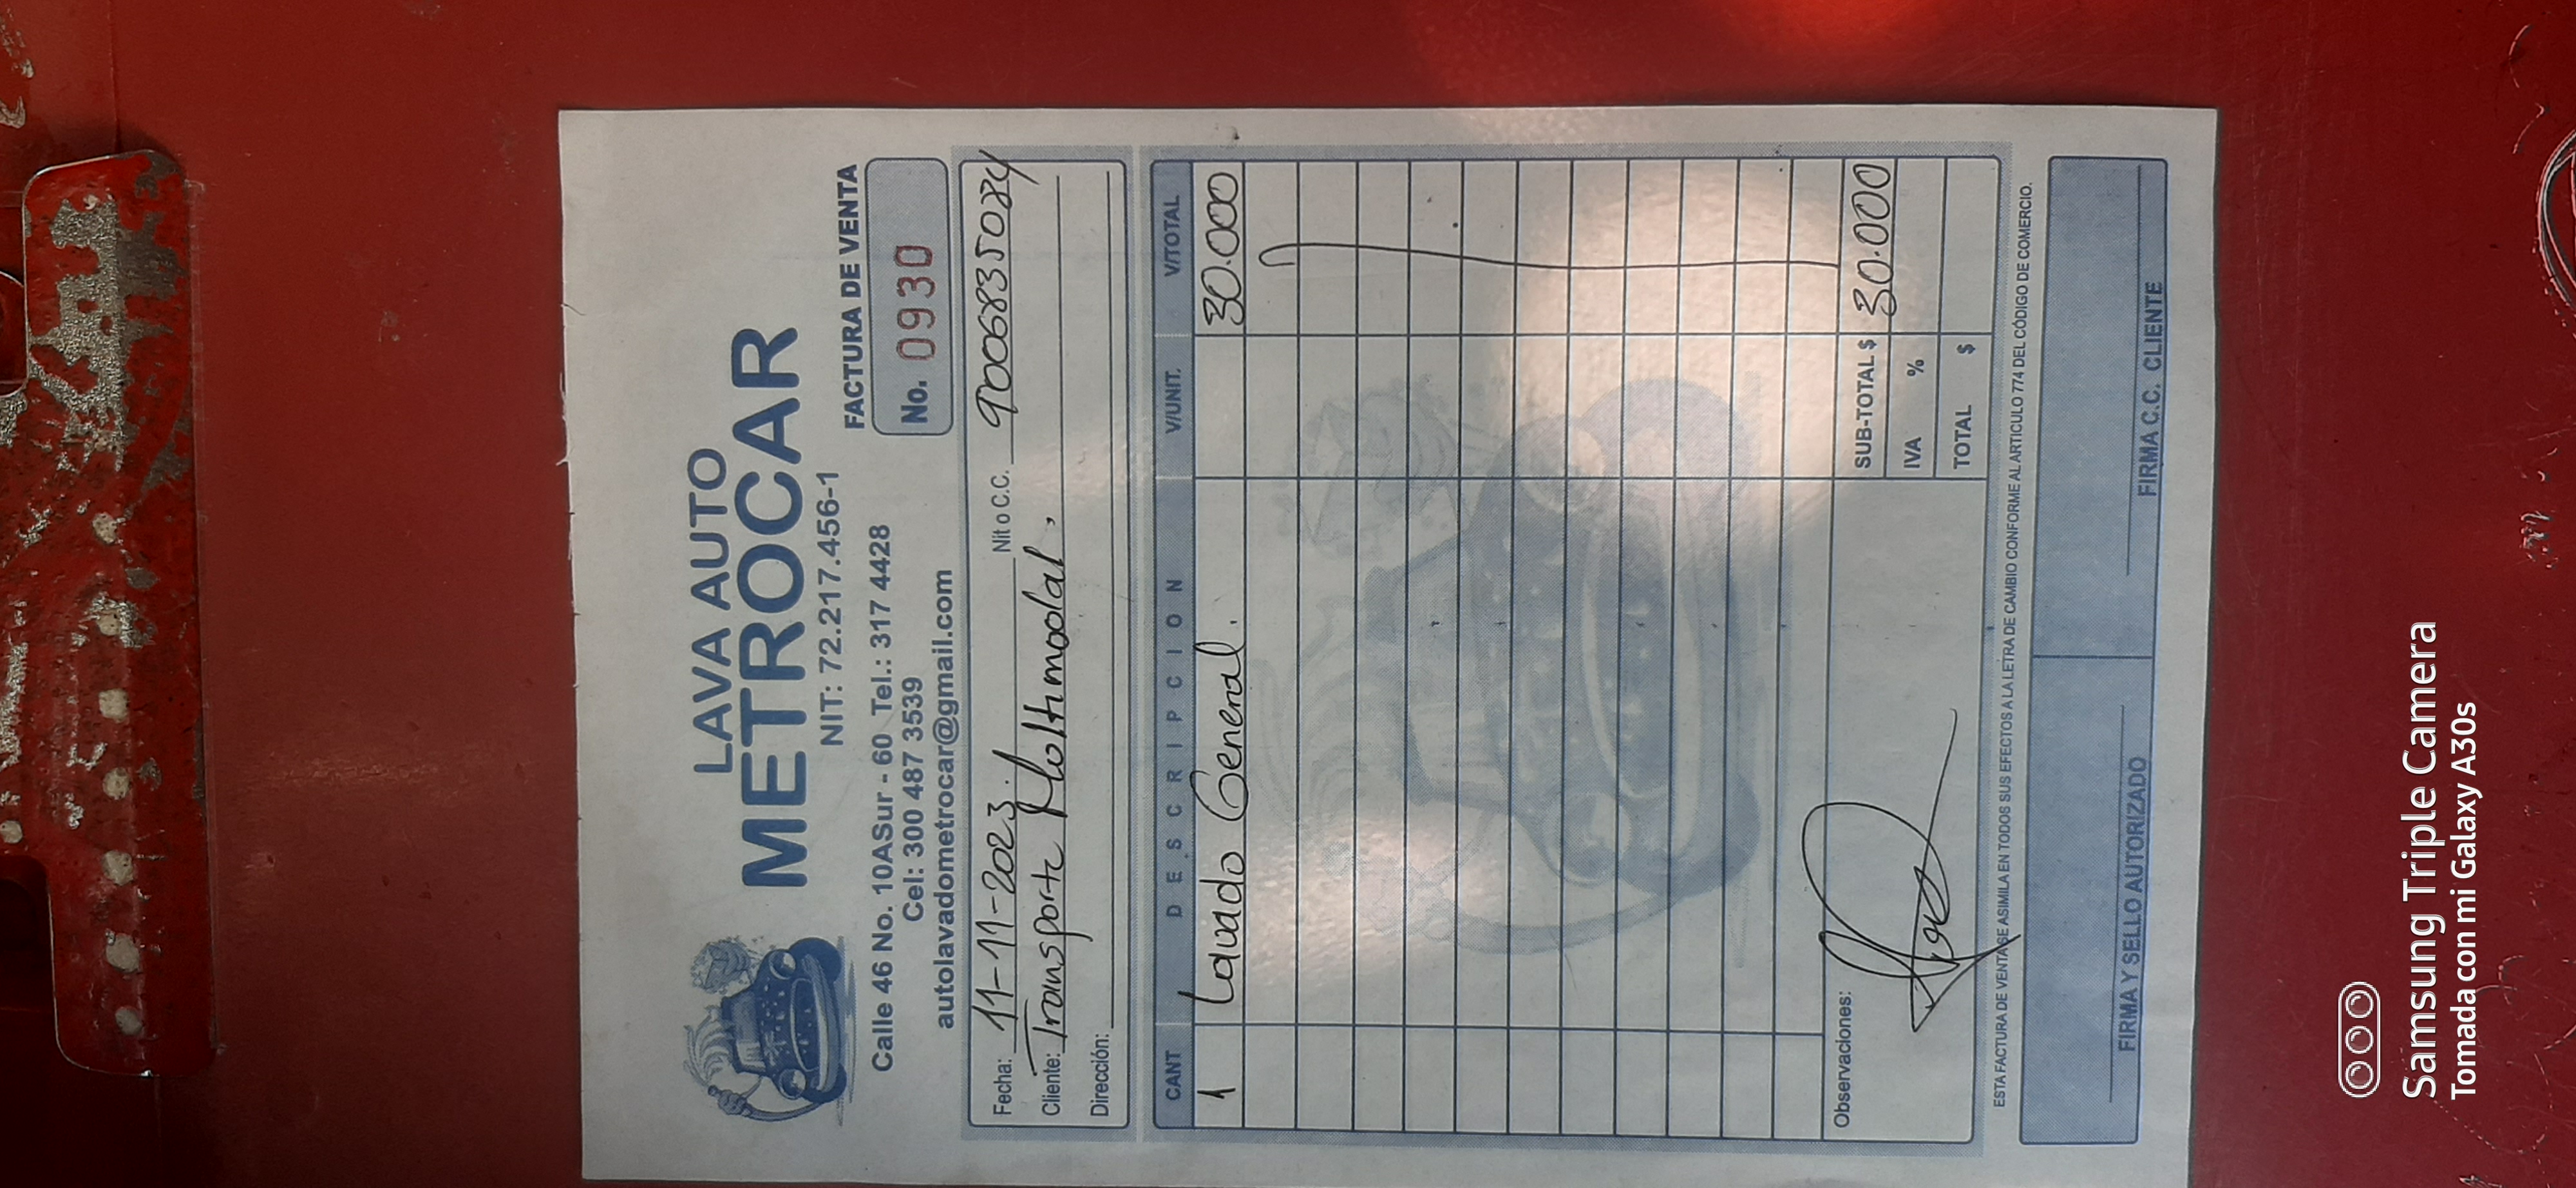 LAVA AUTO
METROCAR
NIT: 72.217.456-1
FACTURA DE VENTA
Calle 46 No. 10ASur - 60 Tel.: 317 4428
Cel: 300 487 3539
autolavadometrocar@gmail.com
No. 0930
Fecha: 11-11-2023. Nit o C.C. 9006835084
Cliente: Transporte Multimodal.
Dirección:
CANT DESCRIPCION V/UNIT. V/TOTAL
1 Lavado General. 30.000
SUB-TOTAL $ 30.000
IVA %
TOTAL $
Observaciones:
ESTA FACTURA DE VENTA SE ASIMILA EN TODOS SUS EFECTOS A LA LETRA DE CAMBIO CONFORME AL ARTICULO 774 DEL CÓDIGO DE COMERCIO.
FIRMA Y SELLO AUTORIZADO FIRMA C.C. CLIENTE
Samsung Triple Camera
Tomada con mi Galaxy A30s